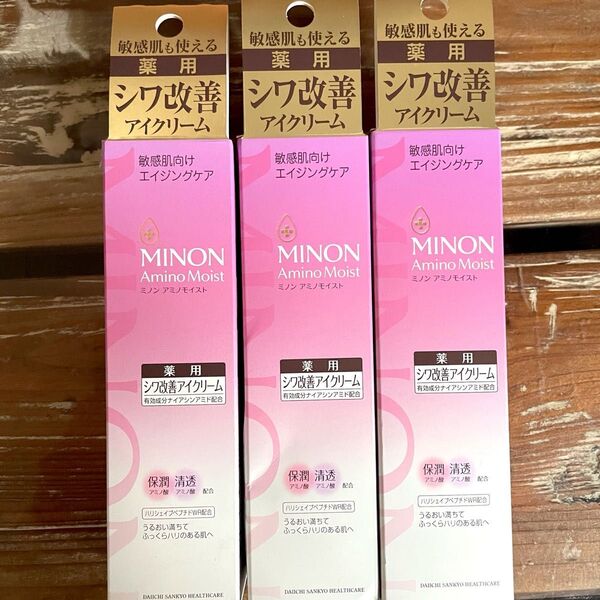 敏感肌も使える
薬用
シワ改善
アイクリーム
敏感肌向け
エイジングケア
MINON
Amino Moist
ミノン アミノモイスト
薬用
シワ改善アイクリーム
有効成分ナイアシンアミド配合
保潤 清透
アミノ酸 アミノ酸 配合
ハリシェイプペプチドWR配合
うるおい満ちて
ふっくらハリのある肌へ
DAIICHI SANKYO HEALTHCARE
敏感肌も使える
薬用
シワ改善
アイクリーム
敏感肌向け
エイジングケア
MINON
Amino Moist
ミノン アミノモイスト
薬用
シワ改善アイクリーム
有効成分ナイアシンアミド配合
保潤 清透
アミノ酸 アミノ酸 配合
ハリシェイプペプチドWR配合
うるおい満ちて
ふっくらハリのある肌へ
DAIICHI SANKYO HEALTHCARE
敏感肌も使える
薬用
シワ改善
アイクリーム
敏感肌向け
エイジングケア
MINON
Amino Moist
ミノン アミノモイスト
薬用
シワ改善アイクリーム
有効成分ナイアシンアミド配合
保潤 清透
アミノ酸 アミノ酸 配合
ハリシェイプペプチドWR配合
うるおい満ちて
ふっくらハリのある肌へ
DAIICHI SANKYO HEALTHCARE